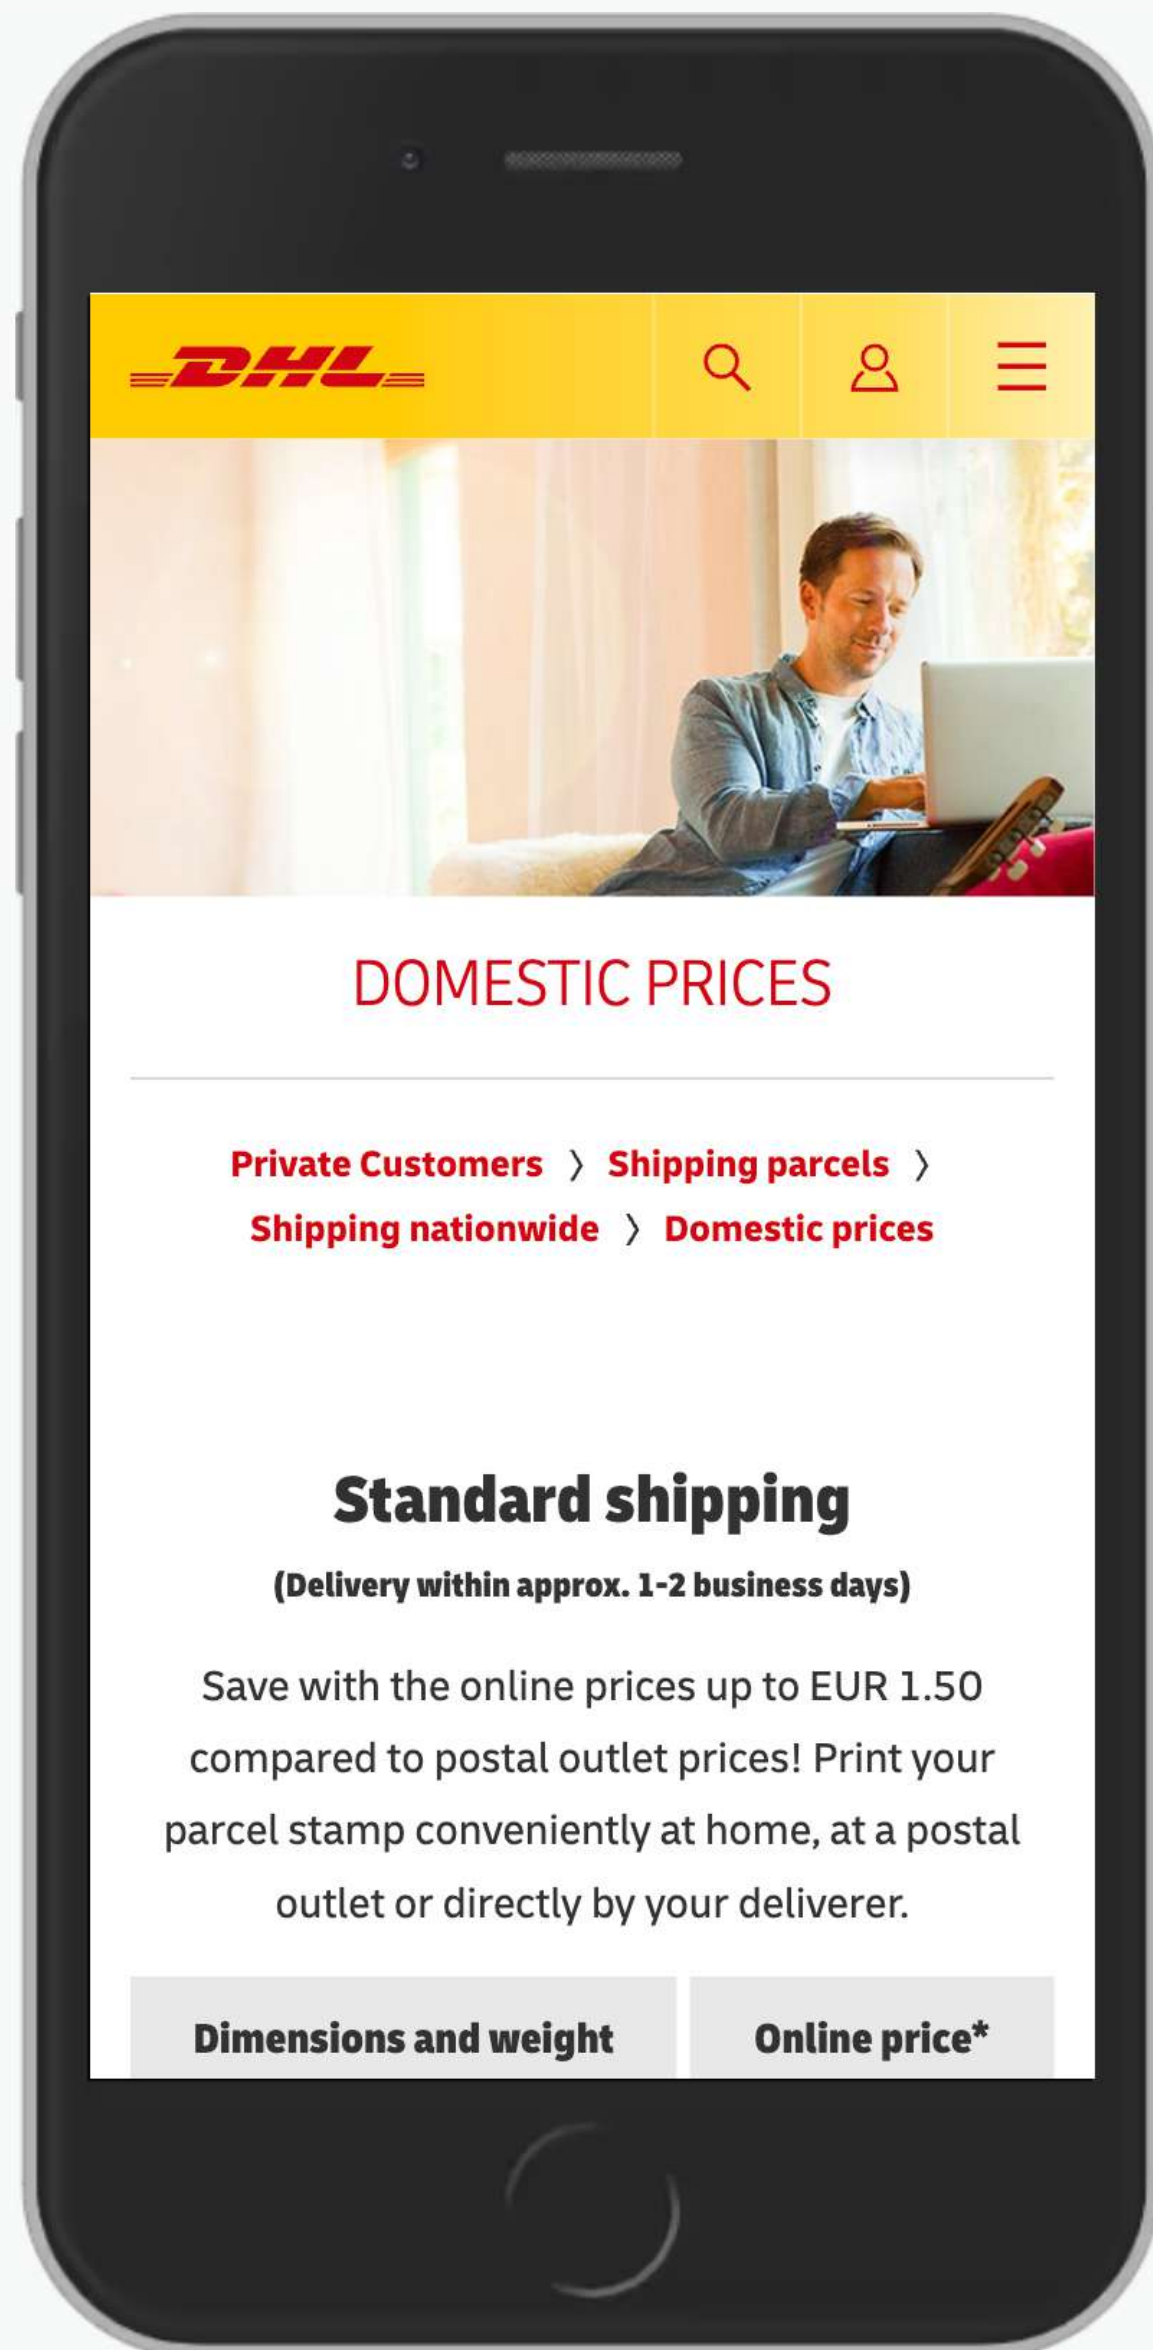 DHL
DOMESTIC PRICES
Private Customers 〉 Shipping parcels 〉
Shipping nationwide 〉 Domestic prices
Standard shipping
(Delivery within approx. 1-2 business days)
Save with the online prices up to EUR 1.50
compared to postal outlet prices! Print your
parcel stamp conveniently at home, at a postal
outlet or directly by your deliverer.
Dimensions and weight
Online price*